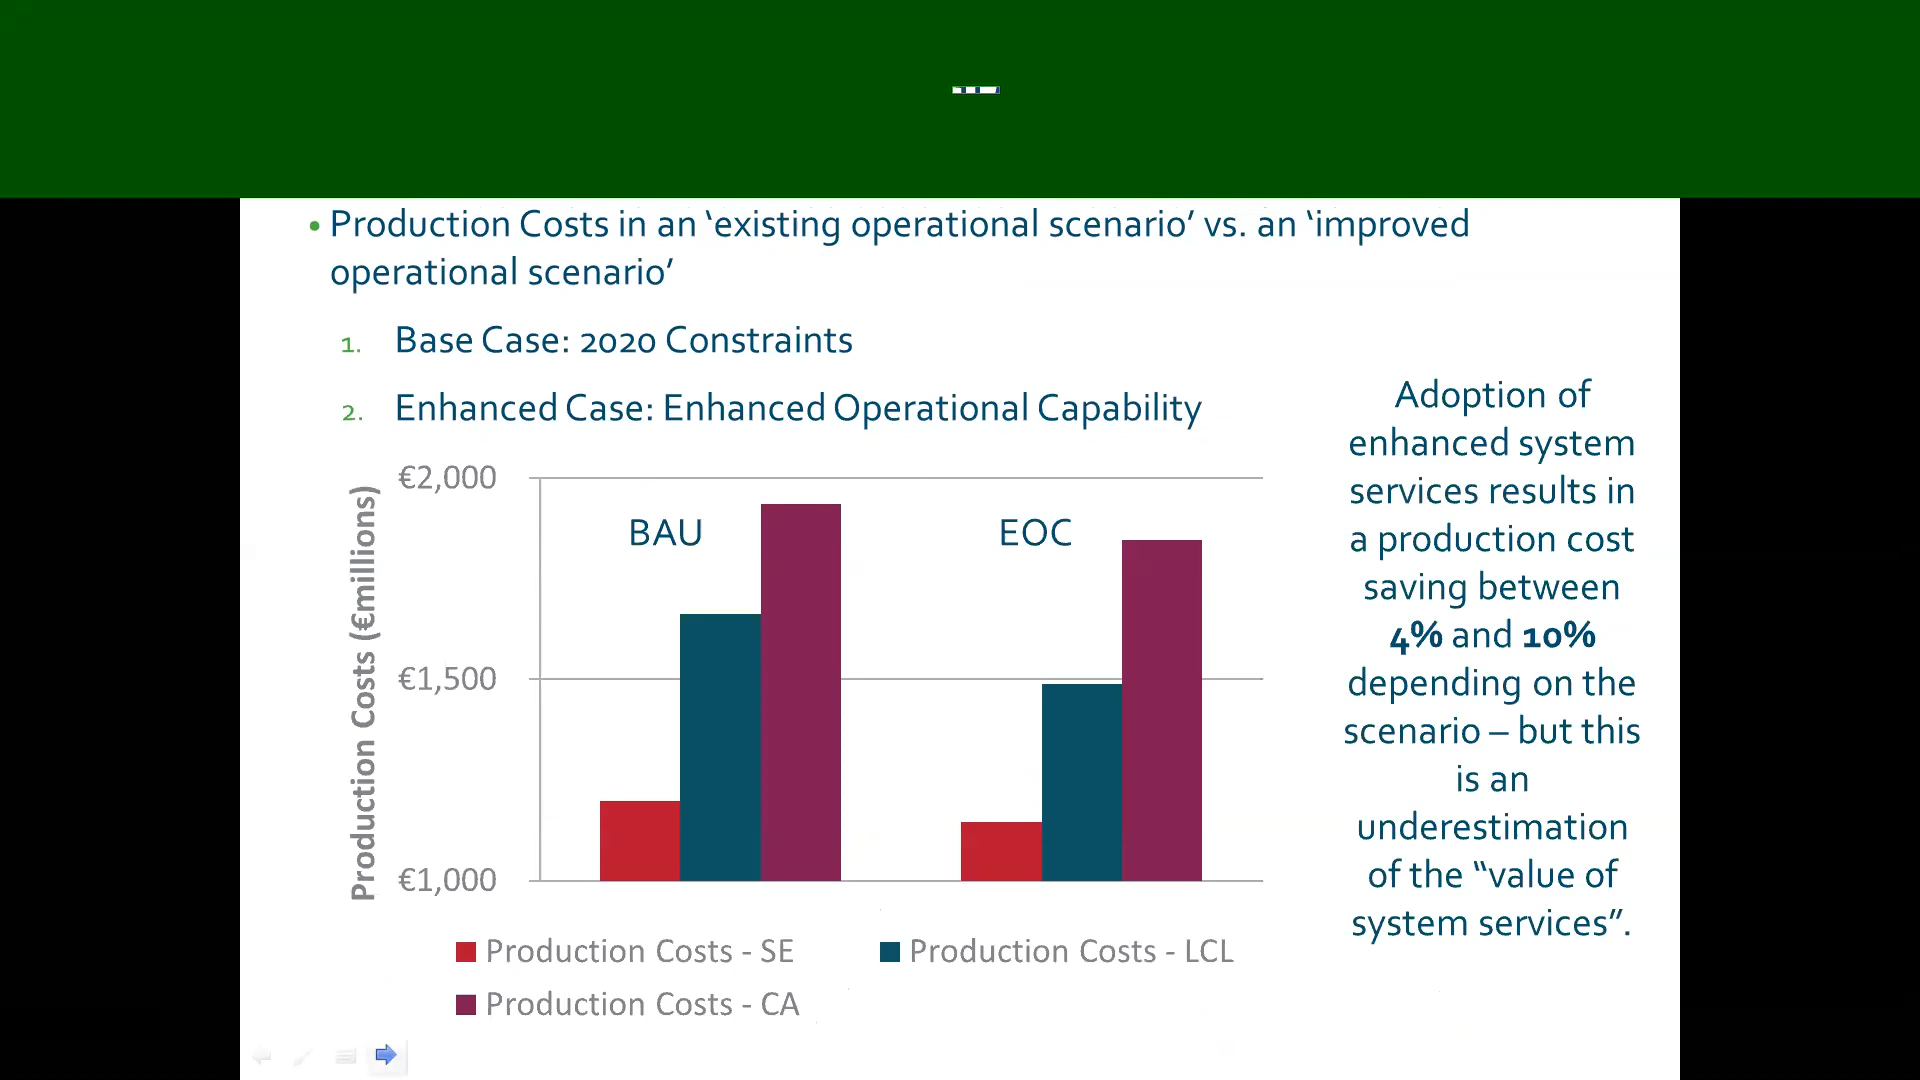 • Production Costs in an ‘existing operational scenario’ vs. an ‘improved
operational scenario’
1. Base Case: 2020 Constraints
2. Enhanced Case: Enhanced Operational Capability
Adoption of
enhanced system
services results in
a production cost
saving between
4% and 10%
depending on the
scenario – but this
is an
underestimation
of the “value of
system services”.
Production Costs (€millions)
€2,000
€1,500
€1,000
BAU
EOC
Production Costs - SE
Production Costs - LCL
Production Costs - CA